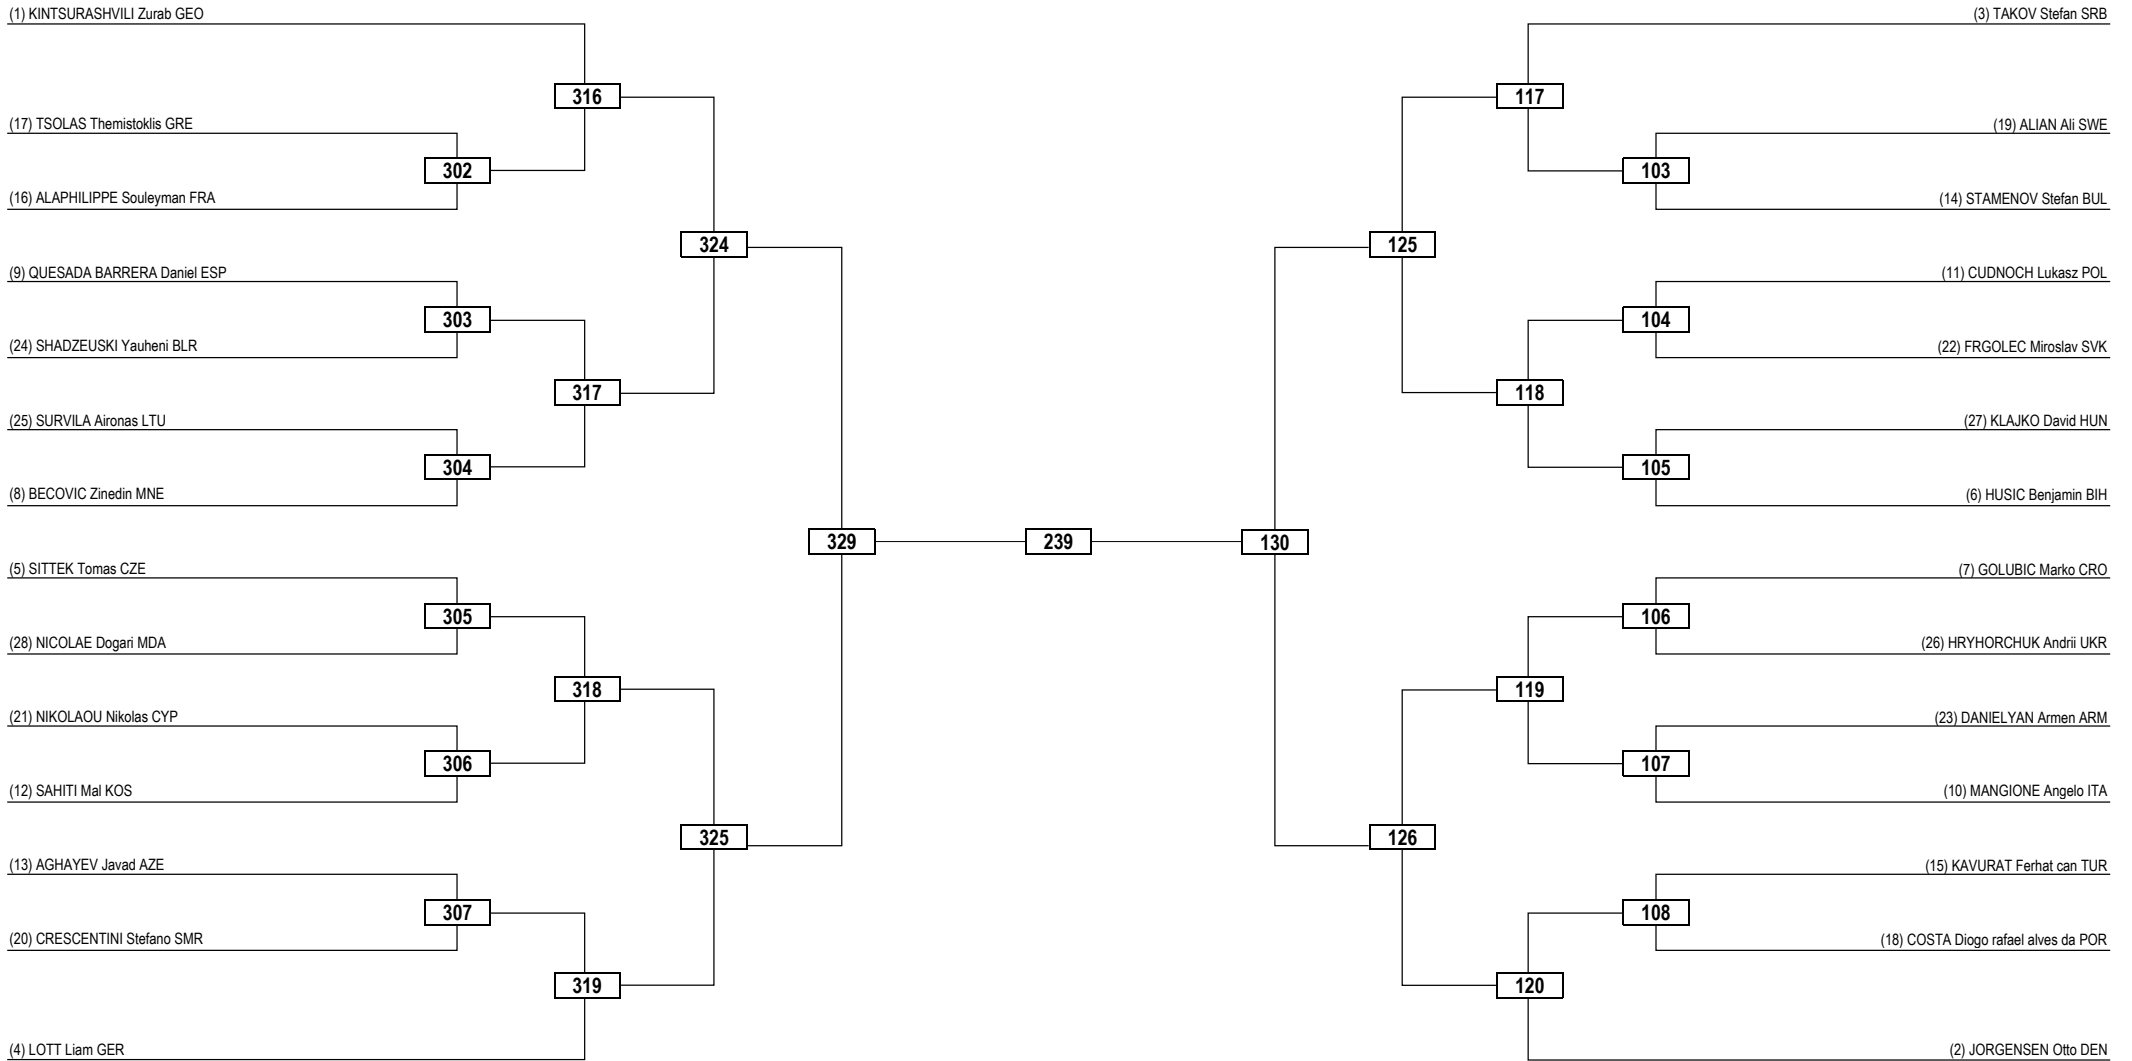 (1) KINTSURASHVILI Zurab GEO
316
(17) TSOLAS Themistoklis GRE
302
(16) ALAPHILIPPE Souleyman FRA
324
(9) QUESADA BARRERA Daniel ESP
303
(24) SHADZEUSKI Yauheni BLR
317
(25) SURVILA Aironas LTU
304
(8) BECOVIC Zinedin MNE
329
(5) SITTEK Tomas CZE
305
(28) NICOLAE Dogari MDA
318
(21) NIKOLAOU Nikolas CYP
306
(12) SAHITI Mal KOS
325
(13) AGHAYEV Javad AZE
307
(20) CRESCENTINI Stefano SMR
319
(4) LOTT Liam GER
239
(3) TAKOV Stefan SRB
117
(19) ALIAN Ali SWE
103
(14) STAMENOV Stefan BUL
125
(11) CUDNOCH Lukasz POL
104
(22) FRGOLEC Miroslav SVK
118
(27) KLAJKO David HUN
105
(6) HUSIC Benjamin BIH
130
(7) GOLUBIC Marko CRO
106
(26) HRYHORCHUK Andrii UKR
119
(23) DANIELYAN Armen ARM
107
(10) MANGIONE Angelo ITA
126
(15) KAVURAT Ferhat can TUR
108
(18) COSTA Diogo rafael alves da POR
120
(2) JORGENSEN Otto DEN